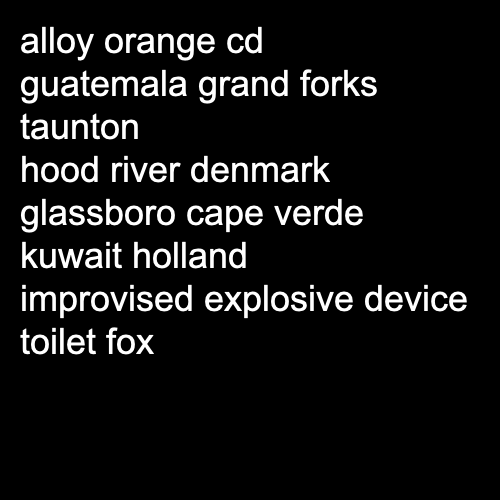 alloy orange cd
guatemala grand forks
taunton
hood river denmark
glassboro cape verde
kuwait holland
improvised explosive device
toilet fox